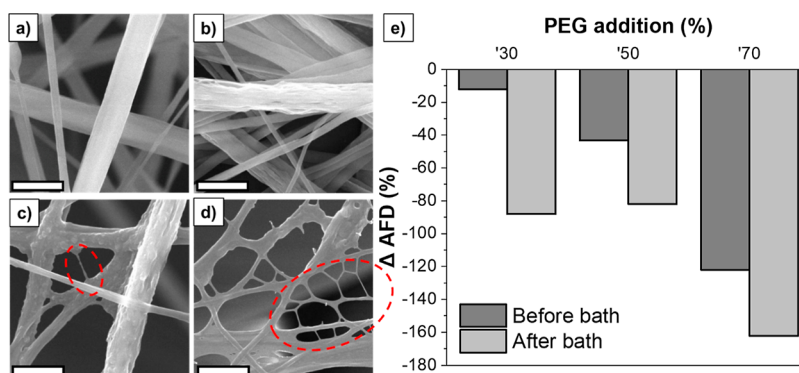 a)
b)
c)
d)
e)
PEG addition (%)
'30
'50
'70
0
-20
-40
-60
-80
-100
-120
-140
-160
-180
Δ AFD (%)
Before bath
After bath